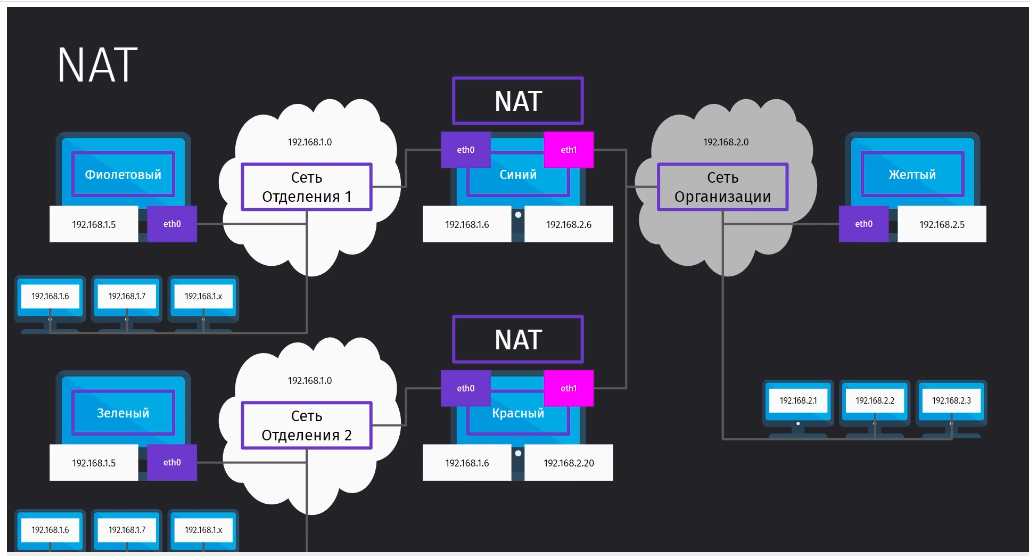 NAT
NAT
192.168.1.0
192.168.2.0
eth0
eth1
Фиолетовый
Сеть
Отделения 1
Синий
Сеть
Организации
Желтый
192.168.1.5
eth0
192.168.1.6
192.168.2.6
eth0
192.168.2.5
192.168.1.6
192.168.1.7
192.168.1.x
NAT
192.168.1.0
eth0
eth1
192.168.2.1
192.168.2.2
192.168.2.3
Зеленый
Сеть
Отделения 2
Красный
192.168.1.5
eth0
192.168.1.6
192.168.2.20
192.168.1.6
192.168.1.7
192.168.1.x